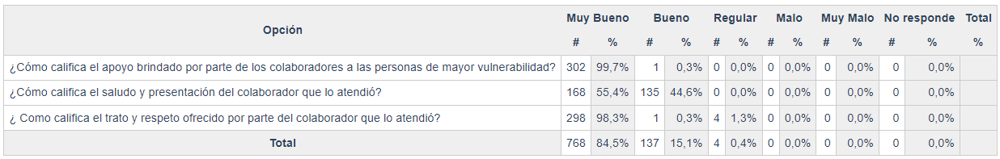 Opción Muy Bueno Bueno Regular Malo Muy Malo No responde Total
# % # % # % # % # % # % %
¿Cómo califica el apoyo brindado por parte de los colaboradores a las personas de mayor vulnerabilidad? 302 99,7% 1 0,3% 0 0,0% 0 0,0% 0 0,0% 0 0,0%
¿Cómo califica el saludo y presentación del colaborador que lo atendió? 168 55,4% 135 44,6% 0 0,0% 0 0,0% 0 0,0% 0 0,0%
¿ Como califica el trato y respeto ofrecido por parte del colaborador que lo atendió? 298 98,3% 1 0,3% 4 1,3% 0 0,0% 0 0,0% 0 0,0%
Total 768 84,5% 137 15,1% 4 0,4% 0 0,0% 0 0,0% 0 0,0%